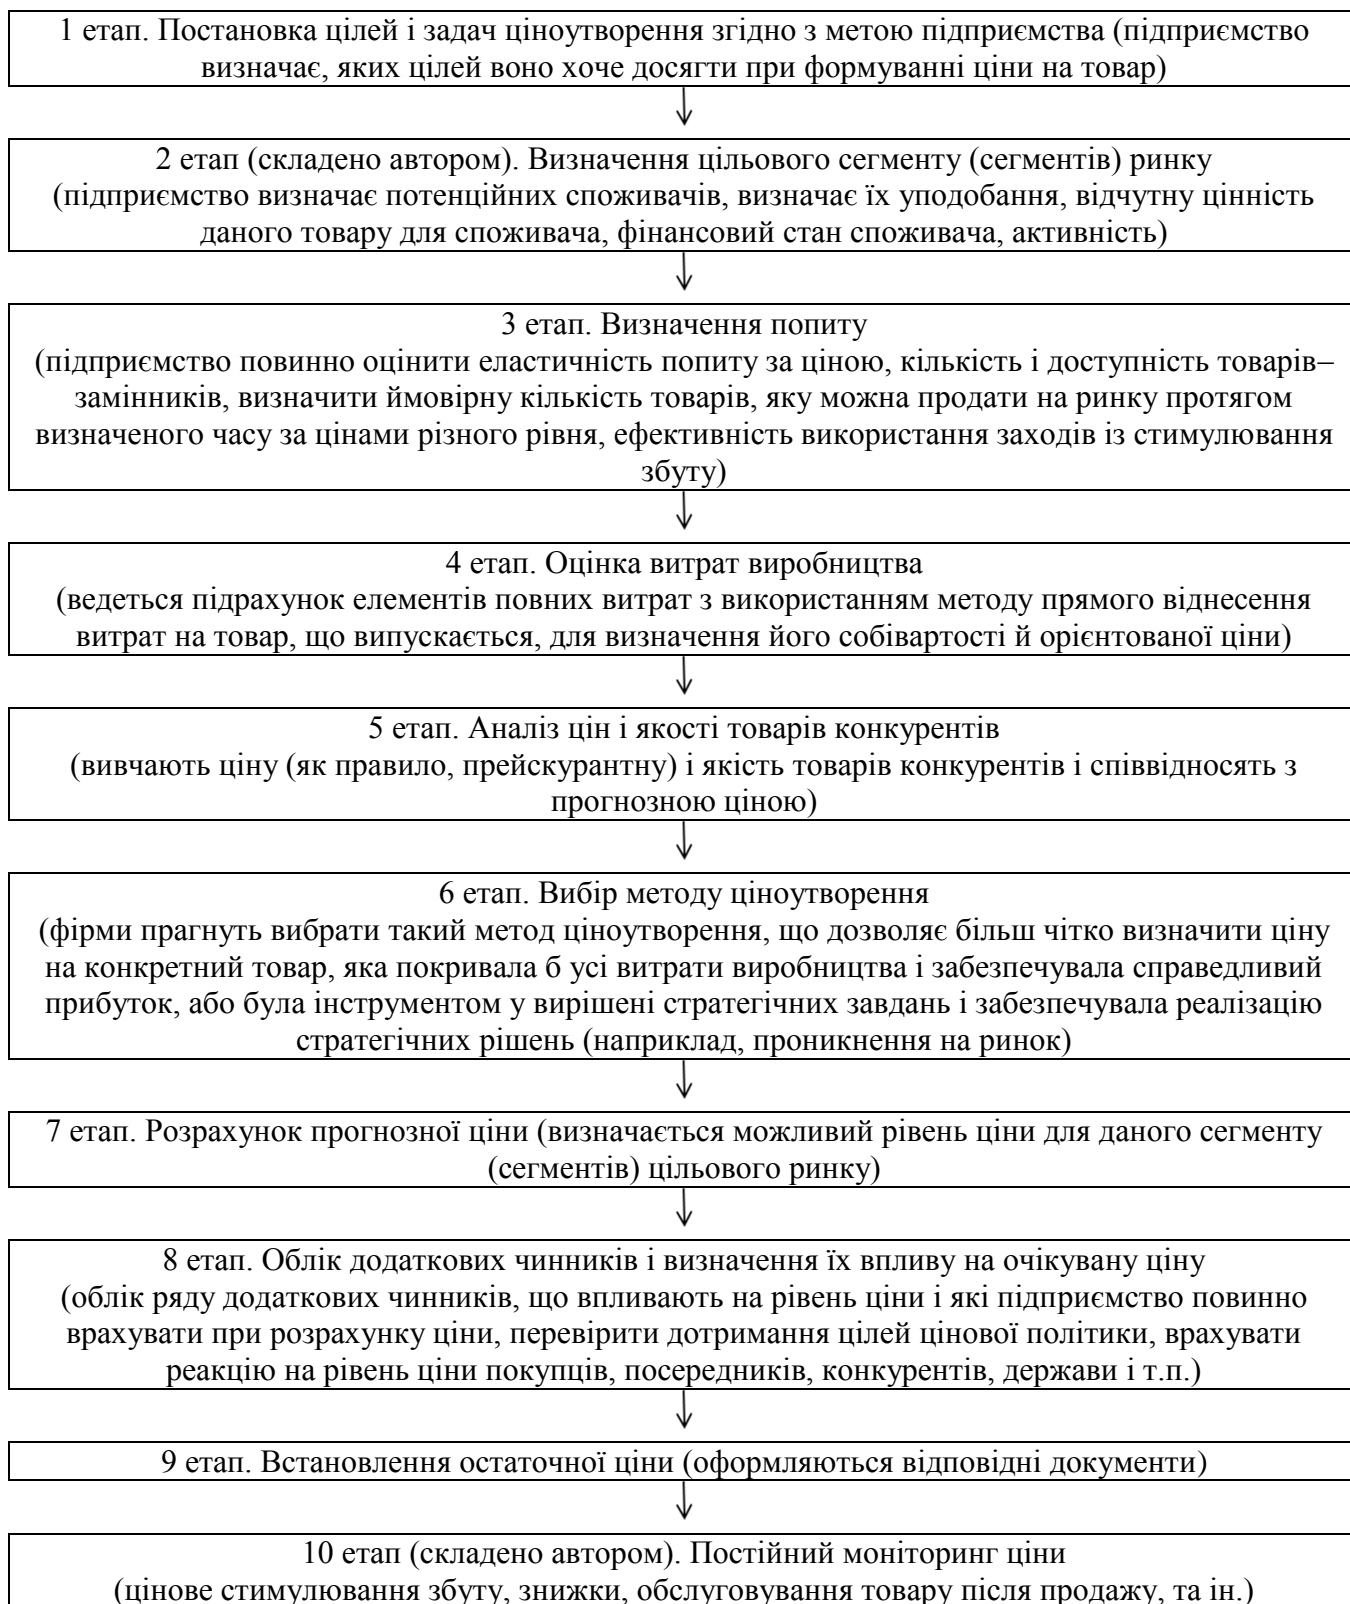 1 етап. Постановка цілей і задач ціноутворення згідно з метою підприємства (підприємство
визначає, яких цілей воно хоче досягти при формуванні ціни на товар)
2 етап (складено автором). Визначення цільового сегменту (сегментів) ринку
(підприємство визначає потенційних споживачів, визначає їх уподобання, відчутну цінність
даного товару для споживача, фінансовий стан споживача, активність)
3 етап. Визначення попиту
(підприємство повинно оцінити еластичність попиту за ціною, кількість і доступність товарів–
замінників, визначити ймовірну кількість товарів, яку можна продати на ринку протягом
визначеного часу за цінами різного рівня, ефективність використання заходів із стимулювання
збуту)
4 етап. Оцінка витрат виробництва
(ведеться підрахунок елементів повних витрат з використанням методу прямого віднесення
витрат на товар, що випускається, для визначення його собівартості й орієнтованої ціни)
5 етап. Аналіз цін і якості товарів конкурентів
(вивчають ціну (як правило, прейскурантну) і якість товарів конкурентів і співвідносять з
прогнозною ціною)
6 етап. Вибір методу ціноутворення
(фірми прагнуть вибрати такий метод ціноутворення, що дозволяє більш чітко визначити ціну
на конкретний товар, яка покривала б усі витрати виробництва і забезпечувала справедливий
прибуток, або була інструментом у вирішені стратегічних завдань і забезпечувала реалізацію
стратегічних рішень (наприклад, проникнення на ринок)
7 етап. Розрахунок прогнозної ціни (визначається можливий рівень ціни для даного сегменту
(сегментів) цільового ринку)
8 етап. Облік додаткових чинників і визначення їх впливу на очікувану ціну
(облік ряду додаткових чинників, що впливають на рівень ціни і які підприємство повинно
врахувати при розрахунку ціни, перевірити дотримання цілей цінової політики, врахувати
реакцію на рівень ціни покупців, посередників, конкурентів, держави і т.п.)
9 етап. Встановлення остаточної ціни (оформляються відповідні документи)
10 етап (складено автором). Постійний моніторинг ціни
(цінове стимулювання збуту, знижки, обслуговування товару після продажу, та ін.)